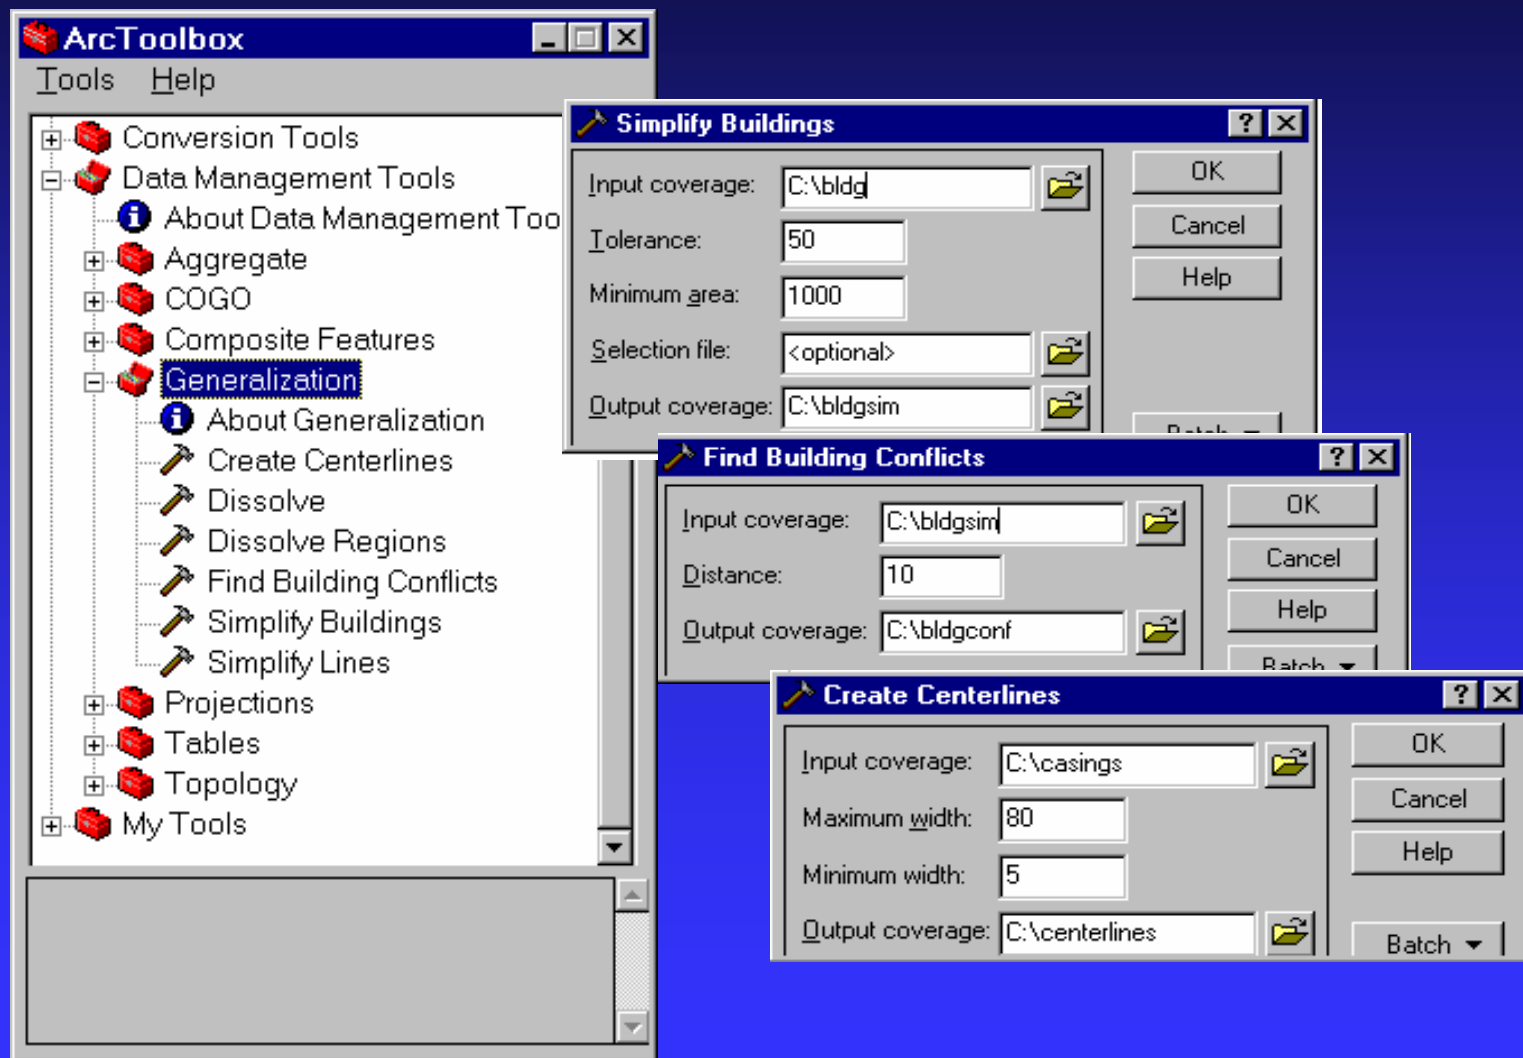 ArcToolbox
Tools Help
Conversion Tools
Data Management Tools
About Data Management Too
Aggregate
COGO
Composite Features
Generalization
About Generalization
Create Centerlines
Dissolve
Dissolve Regions
Find Building Conflicts
Simplify Buildings
Simplify Lines
Projections
Tables
Topology
My Tools
Simplify Buildings
Input coverage: C:\bldg
Tolerance: 50
Minimum area: 1000
Selection file: <optional>
Output coverage: C:\bldgsim
OK
Cancel
Help
Batch
Find Building Conflicts
Input coverage: C:\bldgsim
Distance: 10
Output coverage: C:\bldgconf
OK
Cancel
Help
Batch
Create Centerlines
Input coverage: C:\casings
Maximum width: 80
Minimum width: 5
Output coverage: C:\centerlines
OK
Cancel
Help
Batch